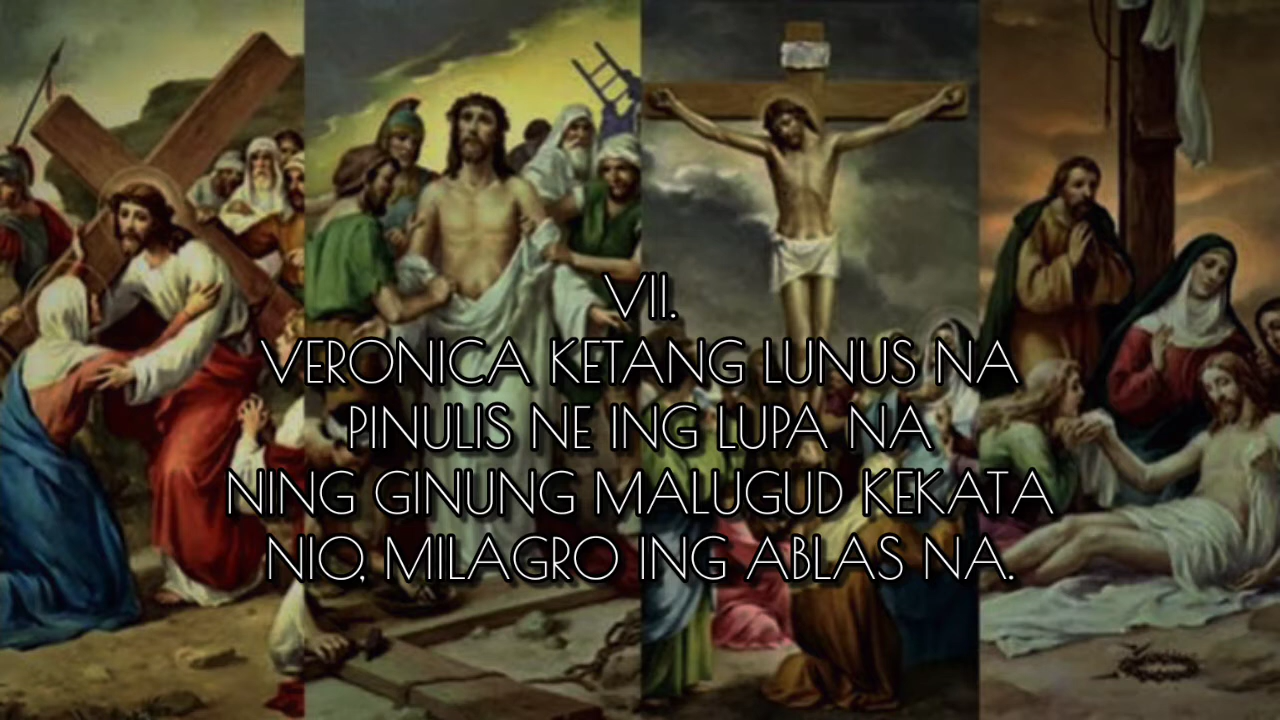 VII.
VERONICA KETANG LUNUS NA
PINULIS NE ING LUPA NA
NING GINUNG MALUGUD KEKATA
NIO, MILAGRO ING ABLAS NA.